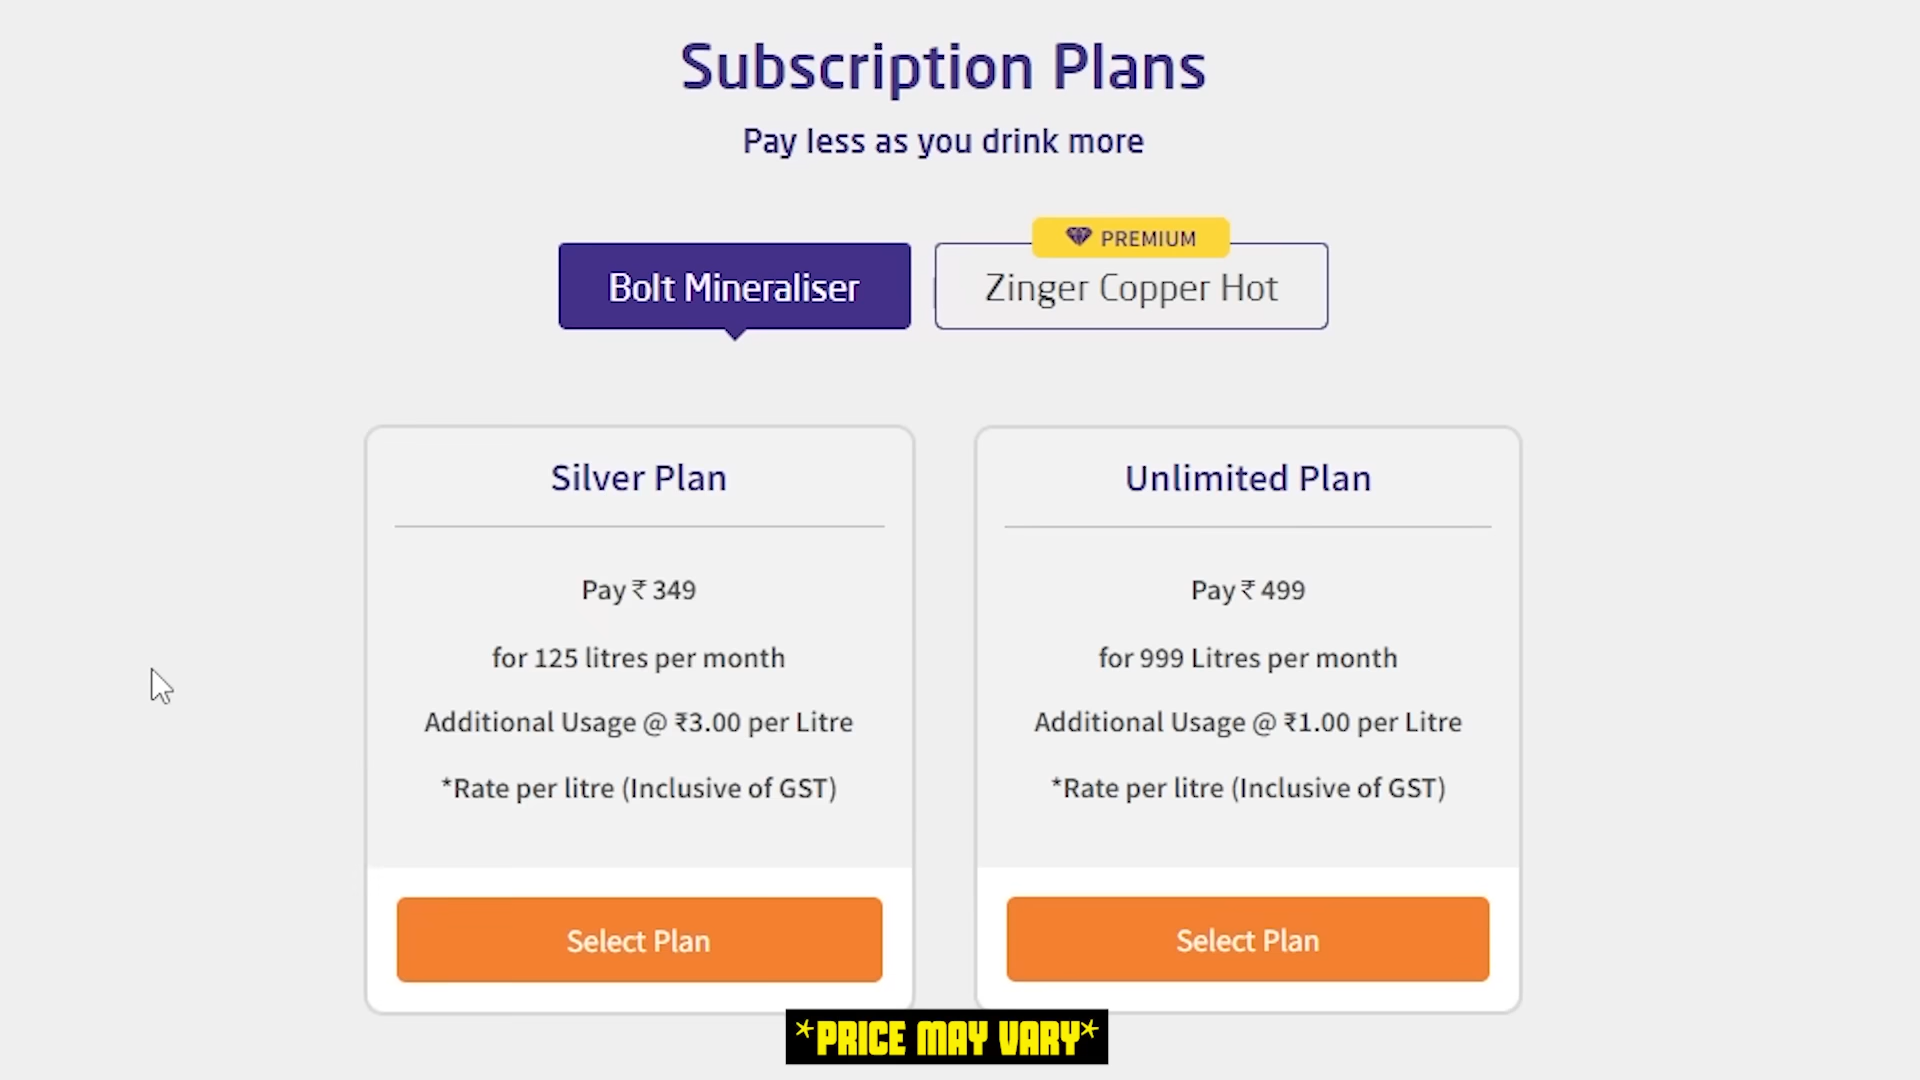 Subscription Plans
Pay less as you drink more
Bolt Mineraliser
PREMIUM
Zinger Copper Hot
Silver Plan
Pay ₹ 349
for 125 litres per month
Additional Usage @ ₹3.00 per Litre
*Rate per litre (Inclusive of GST)
Select Plan
Unlimited Plan
Pay ₹ 499
for 999 Litres per month
Additional Usage @ ₹1.00 per Litre
*Rate per litre (Inclusive of GST)
Select Plan
*PRICE MAY VARY*